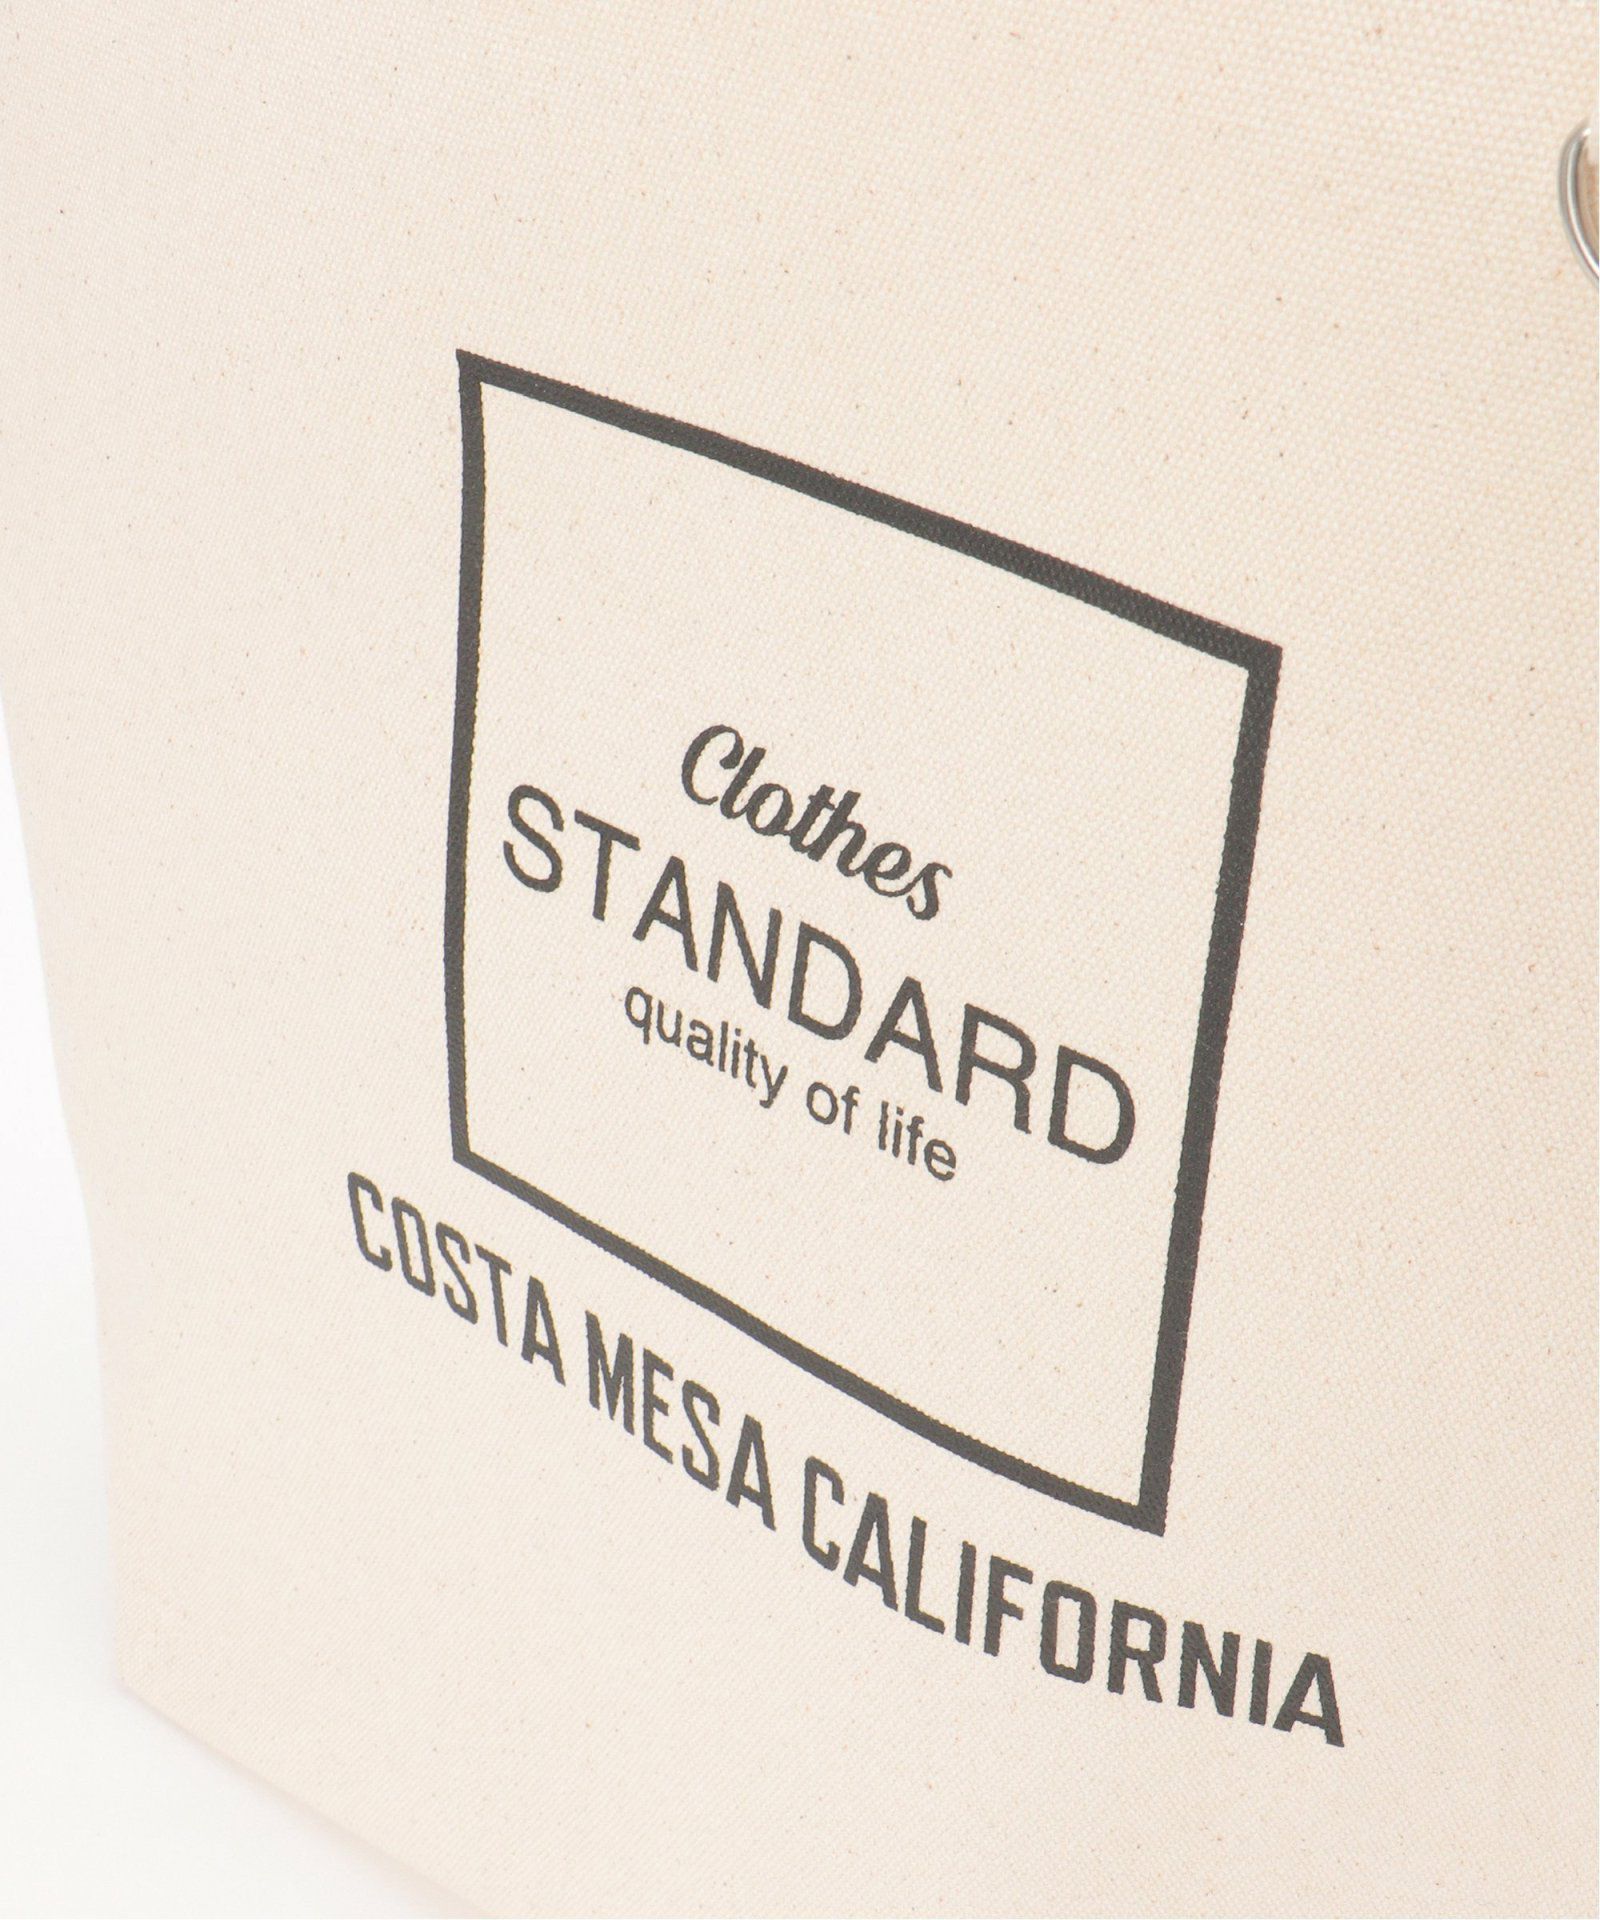 Clothes
STANDARD
quality of life
COSTA MESA CALIFORNIA